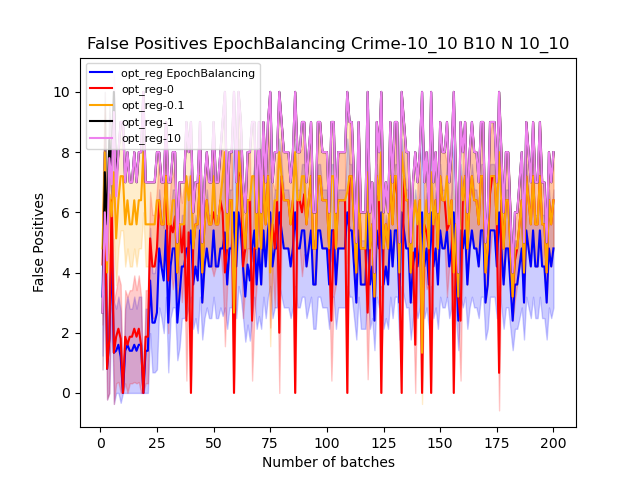 False Positives EpochBalancing Crime-10_10 B10 N 10_10
opt_reg EpochBalancing
opt_reg-0
opt_reg-0.1
opt_reg-1
opt_reg-10
10
8
6
4
2
0
False Positives
0 25 50 75 100 125 150 175 200
Number of batches